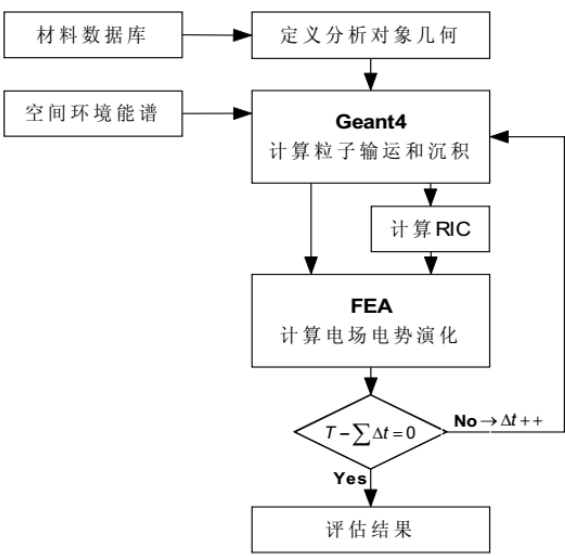 材料数据库
定义分析对象几何
空间环境能谱
Geant4
计算粒子输运和沉积
计算RIC
FEA
计算电场电势演化
T−∑Δt=0
No→Δt++
Yes
评估结果